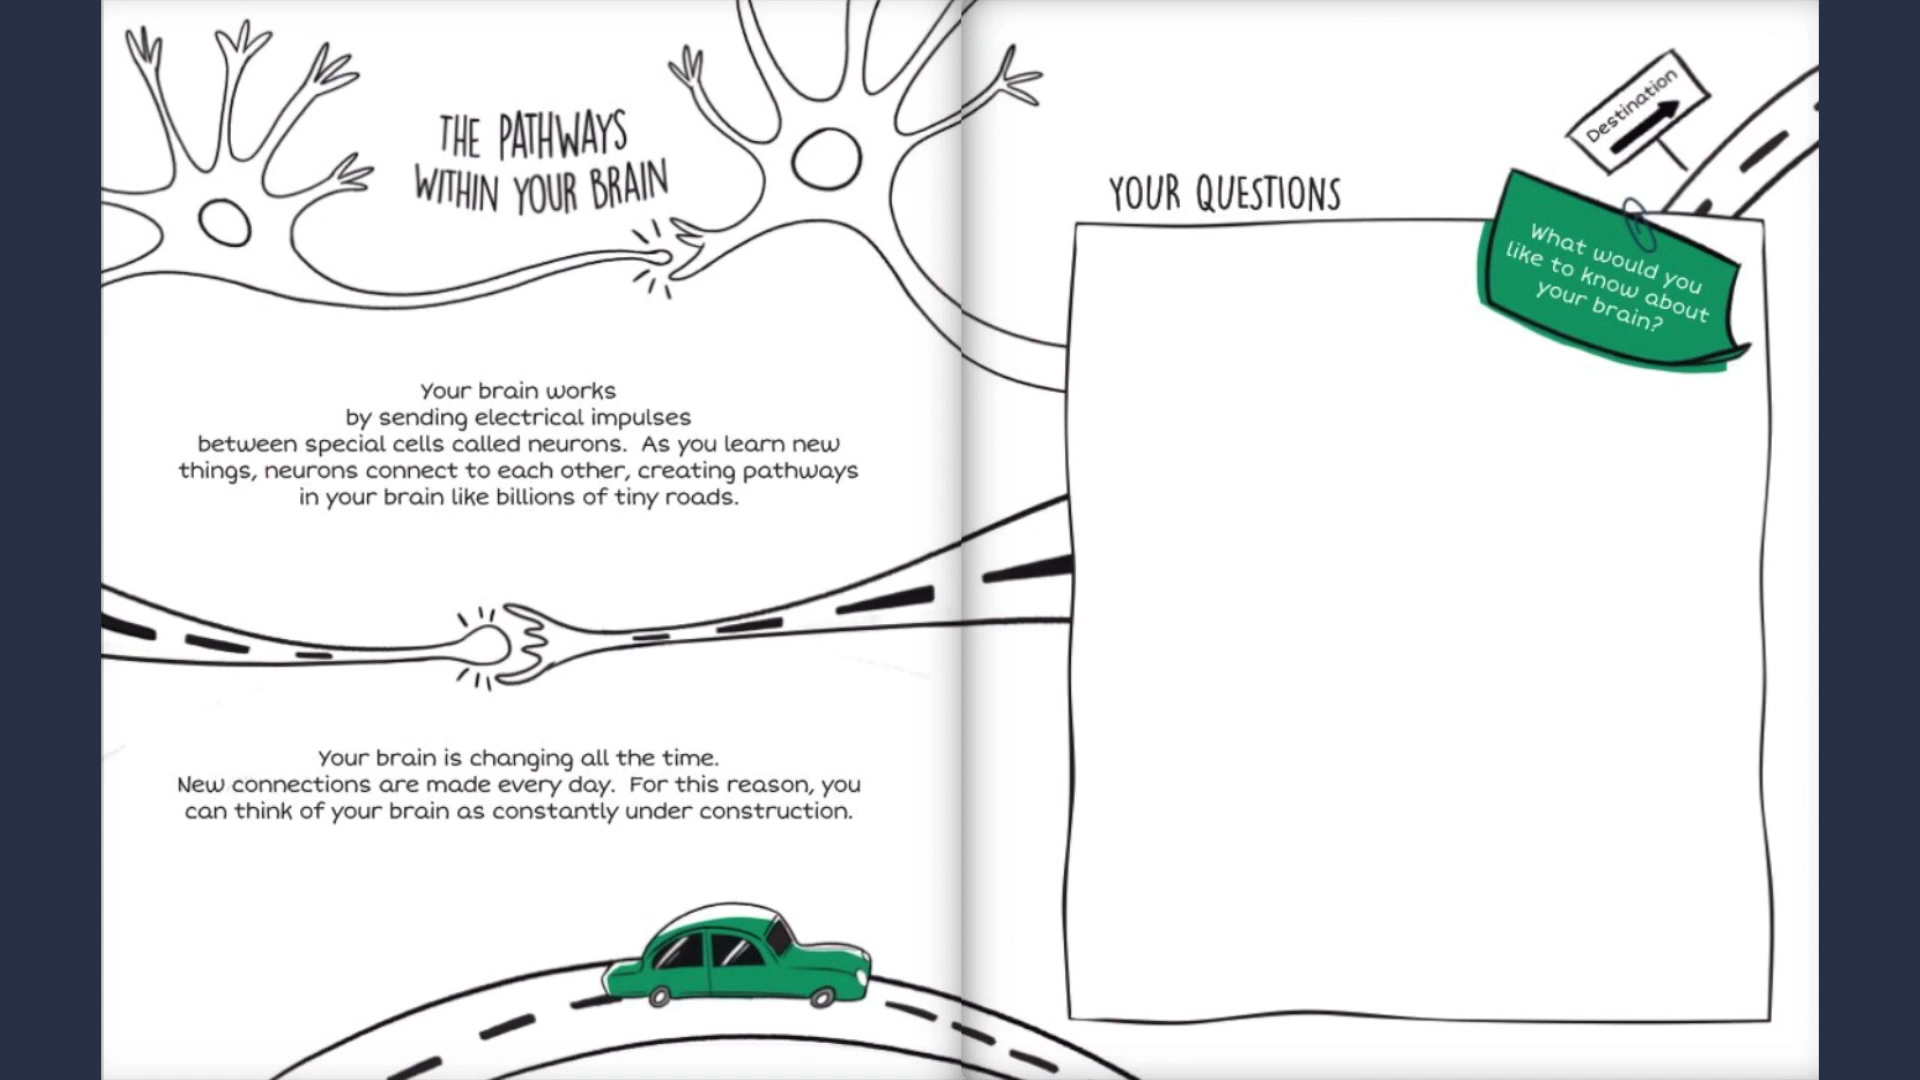 THE PATHWAYS
WITHIN YOUR BRAIN
Your brain works
by sending electrical impulses
between special cells called neurons. As you learn new
things, neurons connect to each other, creating pathways
in your brain like billions of tiny roads.
Your brain is changing all the time.
New connections are made every day. For this reason, you
can think of your brain as constantly under construction.
Destination
YOUR QUESTIONS
What would you
like to know about
your brain?